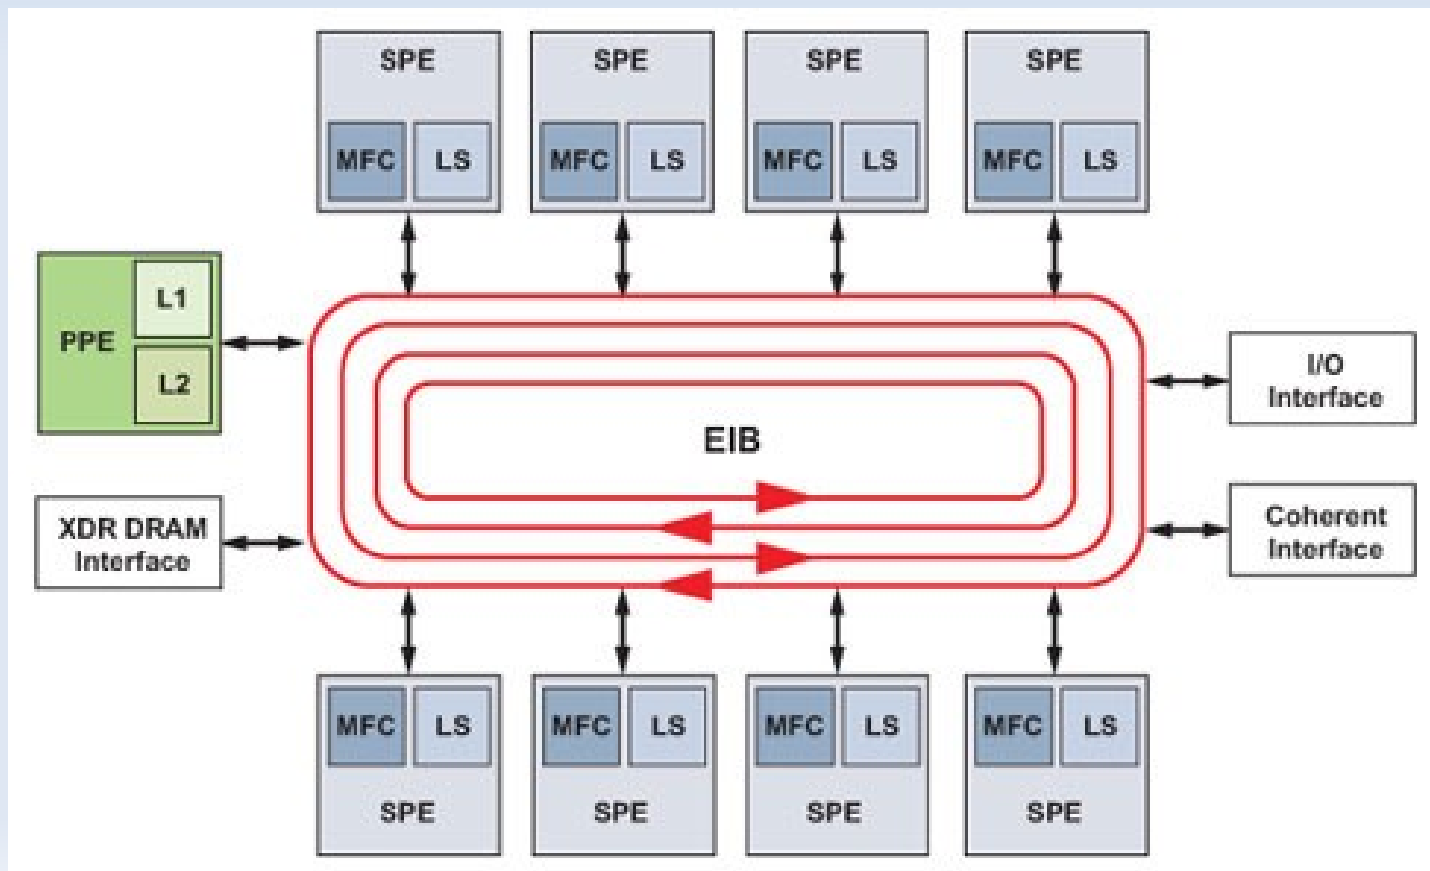 SPE
SPE
SPE
SPE
MFC LS
MFC LS
MFC LS
MFC LS
PPE
L1
L2
I/O
Interface
EIB
XDR DRAM
Interface
Coherent
Interface
MFC LS
MFC LS
MFC LS
MFC LS
SPE
SPE
SPE
SPE